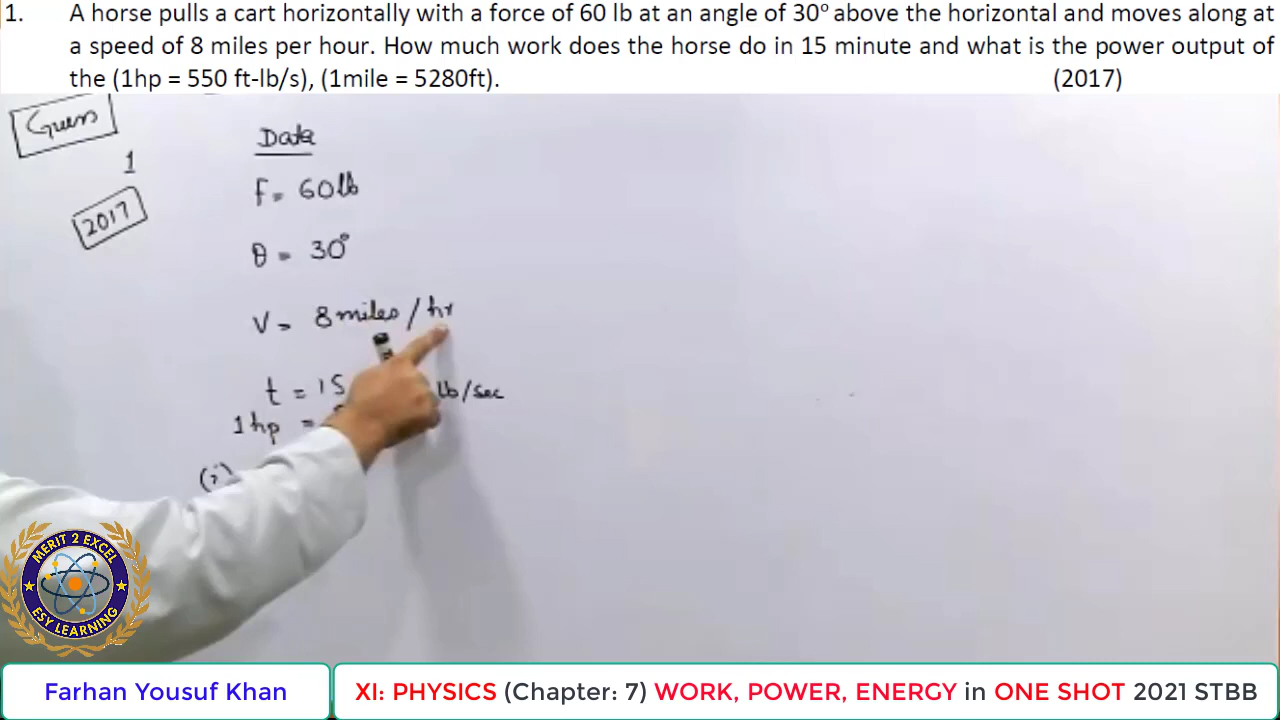 1. A horse pulls a cart horizontally with a force of 60 lb at an angle of 30° above the horizontal and moves along at
a speed of 8 miles per hour. How much work does the horse do in 15 minute and what is the power output of
the (1hp = 550 ft-lb/s), (1mile = 5280ft). (2017)
Guess
1
2017
Data
F = 60lb
θ = 30°
V = 8 miles / hr
t = 15
lb/sec
1 hp =
(i)
MERIT 2 EXCEL
ESY LEARNING
Farhan Yousuf Khan
XI: PHYSICS (Chapter: 7) WORK, POWER, ENERGY in ONE SHOT 2021 STBB